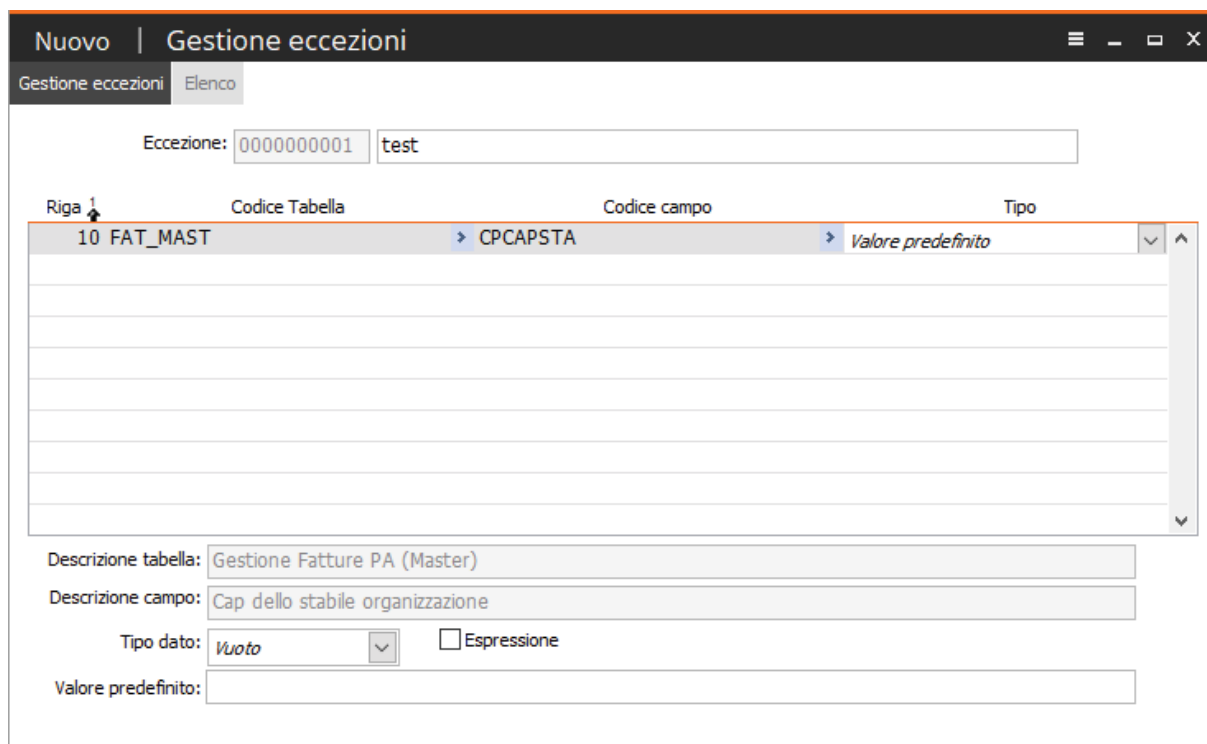 Nuovo | Gestione eccezioni
Gestione eccezioni Elenco
Eccezione: 0000000001 test
Riga 1 Codice Tabella Codice campo Tipo
10 FAT_MAST CPCAPSTA Valore predefinito
Descrizione tabella: Gestione Fatture PA (Master)
Descrizione campo: Cap dello stabile organizzazione
Tipo dato: Vuoto Espressione
Valore predefinito: